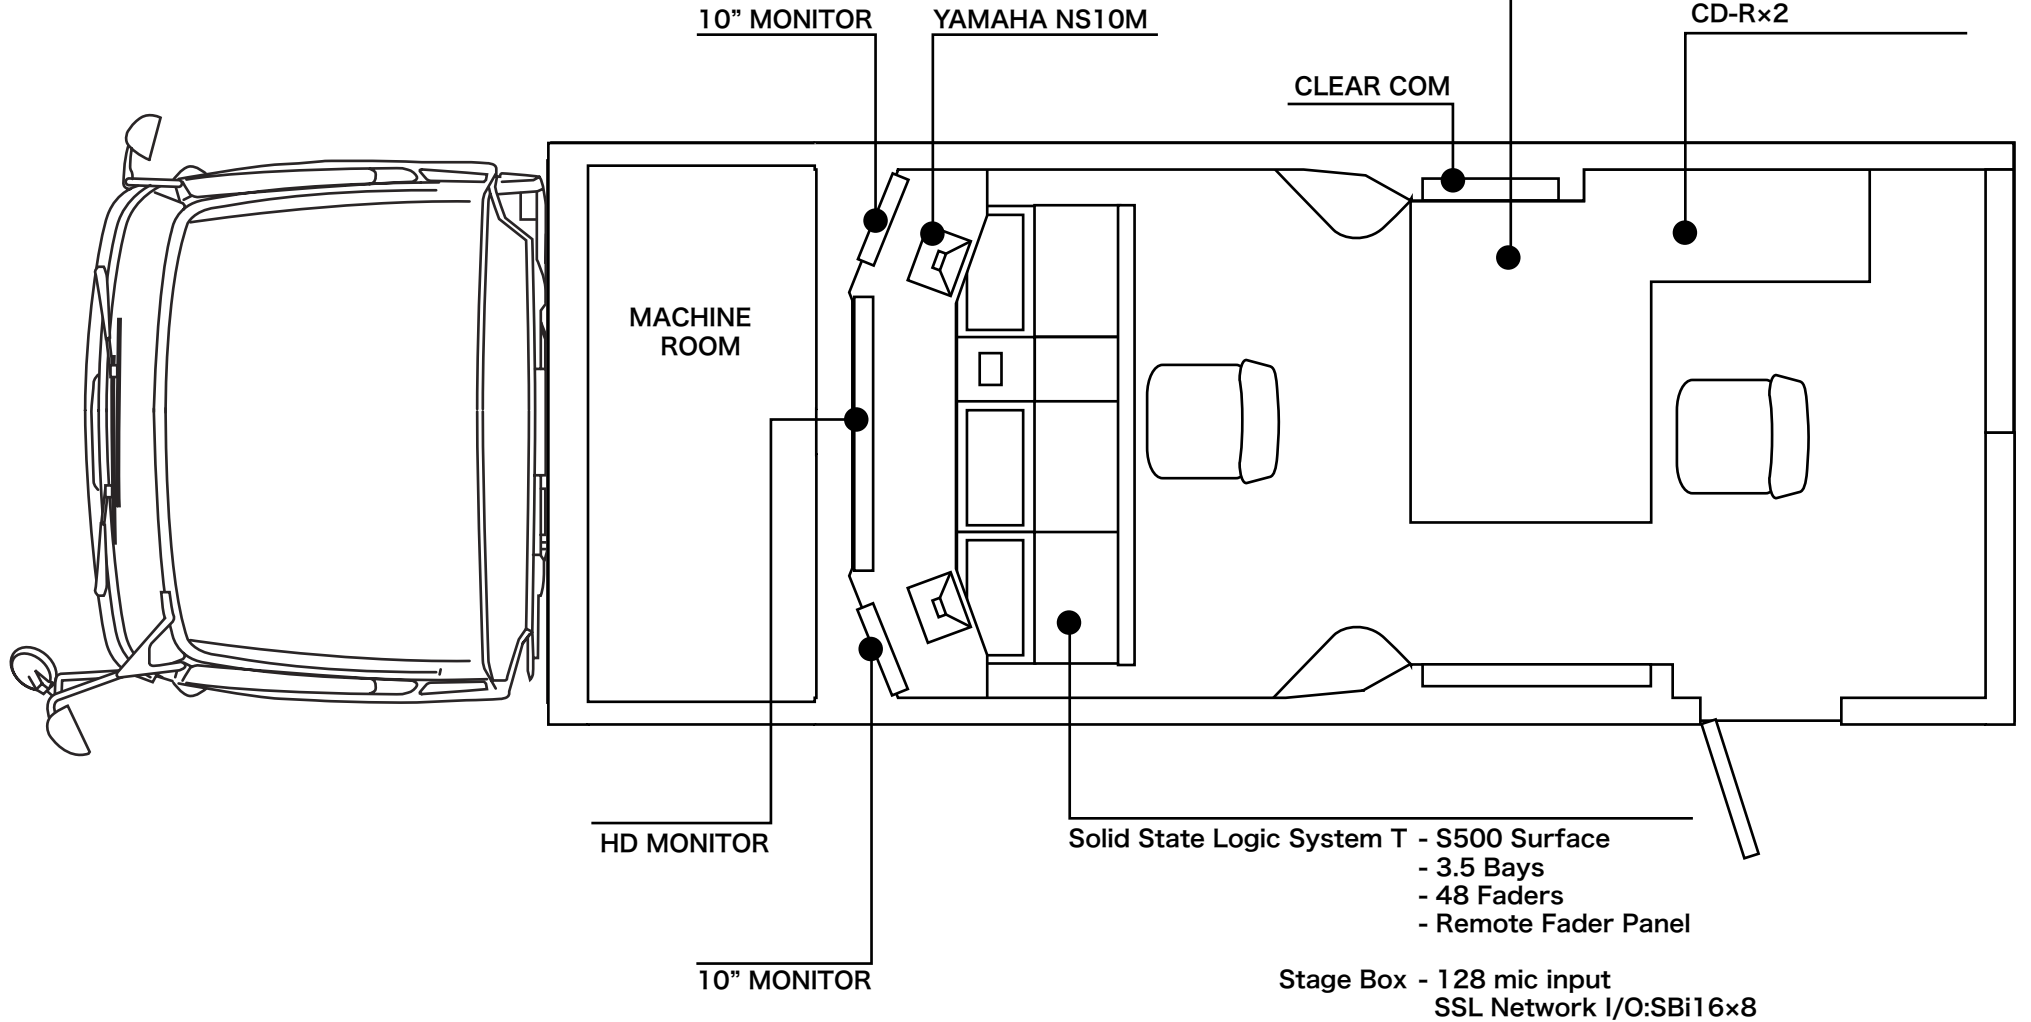 10” MONITOR
YAMAHA NS10M
CD-R×2
CLEAR COM
MACHINE
ROOM
HD MONITOR
Solid State Logic System T - S500 Surface
- 3.5 Bays
- 48 Faders
- Remote Fader Panel
10” MONITOR
Stage Box - 128 mic input
SSL Network I/O:SBi16×8